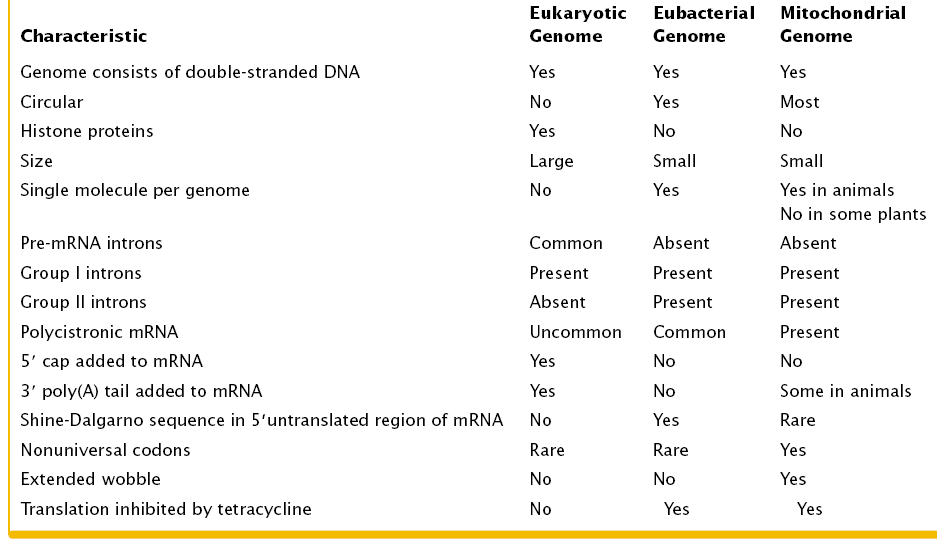 Eukaryotic Eubacterial Mitochondrial
Characteristic Genome Genome Genome
Genome consists of double-stranded DNA Yes Yes Yes
Circular No Yes Most
Histone proteins Yes No No
Size Large Small Small
Single molecule per genome No Yes Yes in animals
No in some plants
Pre-mRNA introns Common Absent Absent
Group I introns Present Present Present
Group II introns Absent Present Present
Polycistronic mRNA Uncommon Common Present
5′ cap added to mRNA Yes No No
3′ poly(A) tail added to mRNA Yes No Some in animals
Shine-Dalgarno sequence in 5′untranslated region of mRNA No Yes Rare
Nonuniversal codons Rare Rare Yes
Extended wobble No No Yes
Translation inhibited by tetracycline No Yes Yes